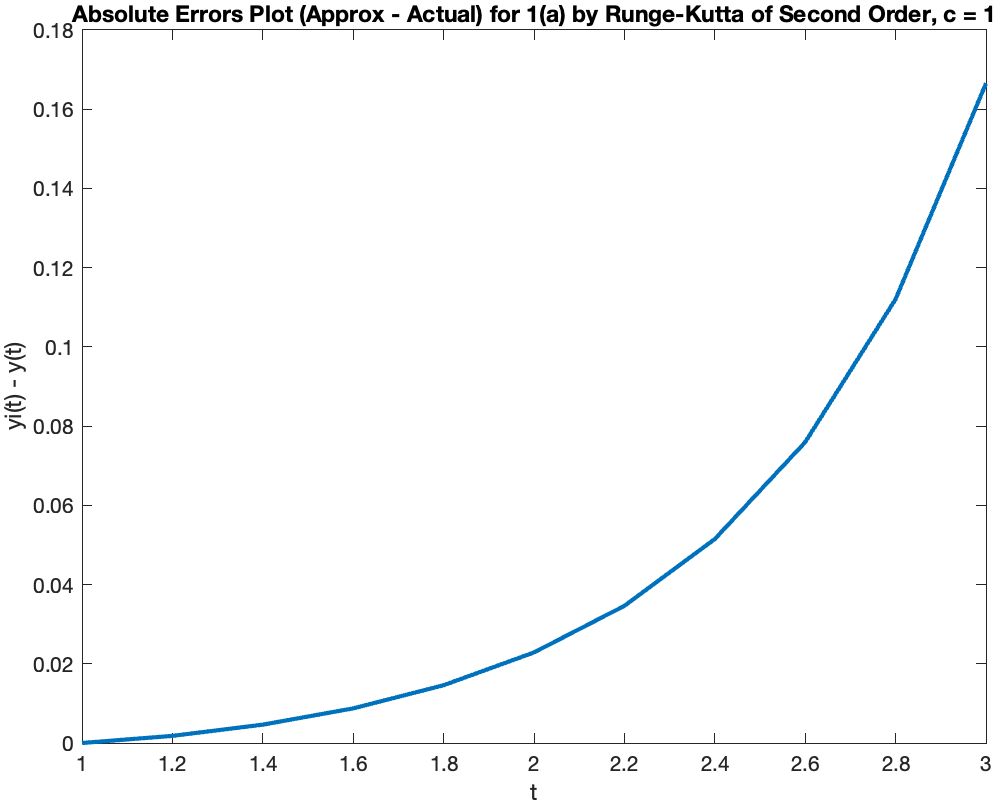 Absolute Errors Plot (Approx - Actual) for 1(a) by Runge-Kutta of Second Order, c = 1
0.18
0.16
0.14
0.12
0.1
0.08
0.06
0.04
0.02
0
yi(t) - y(t)
1 1.2 1.4 1.6 1.8 2 2.2 2.4 2.6 2.8 3
t